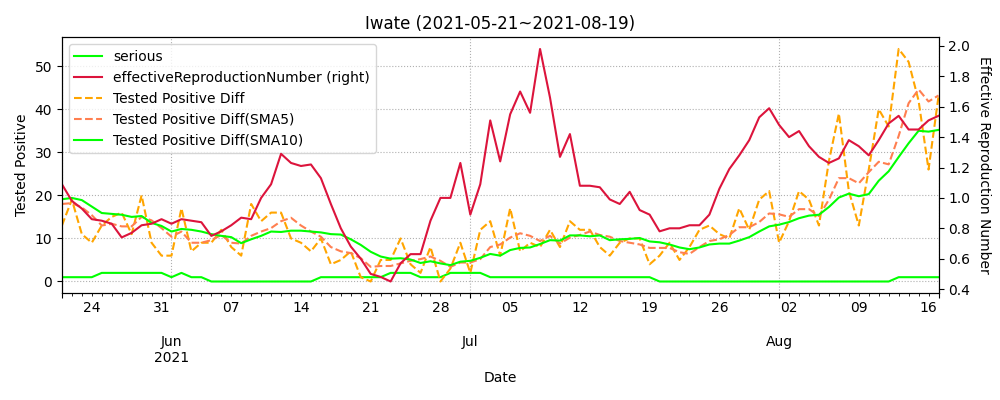 Iwate (2021-05-21~2021-08-19)
serious
effectiveReproductionNumber (right)
Tested Positive Diff
Tested Positive Diff(SMA5)
Tested Positive Diff(SMA10)
Tested Positive
50
40
30
20
10
0
2.0
1.8
1.6
1.4
1.2
1.0
0.8
0.6
0.4
Effective Reproduction Number
24 31 07 14 21 28 05 12 19 26 02 09 16
Jun Jul Aug
2021
Date